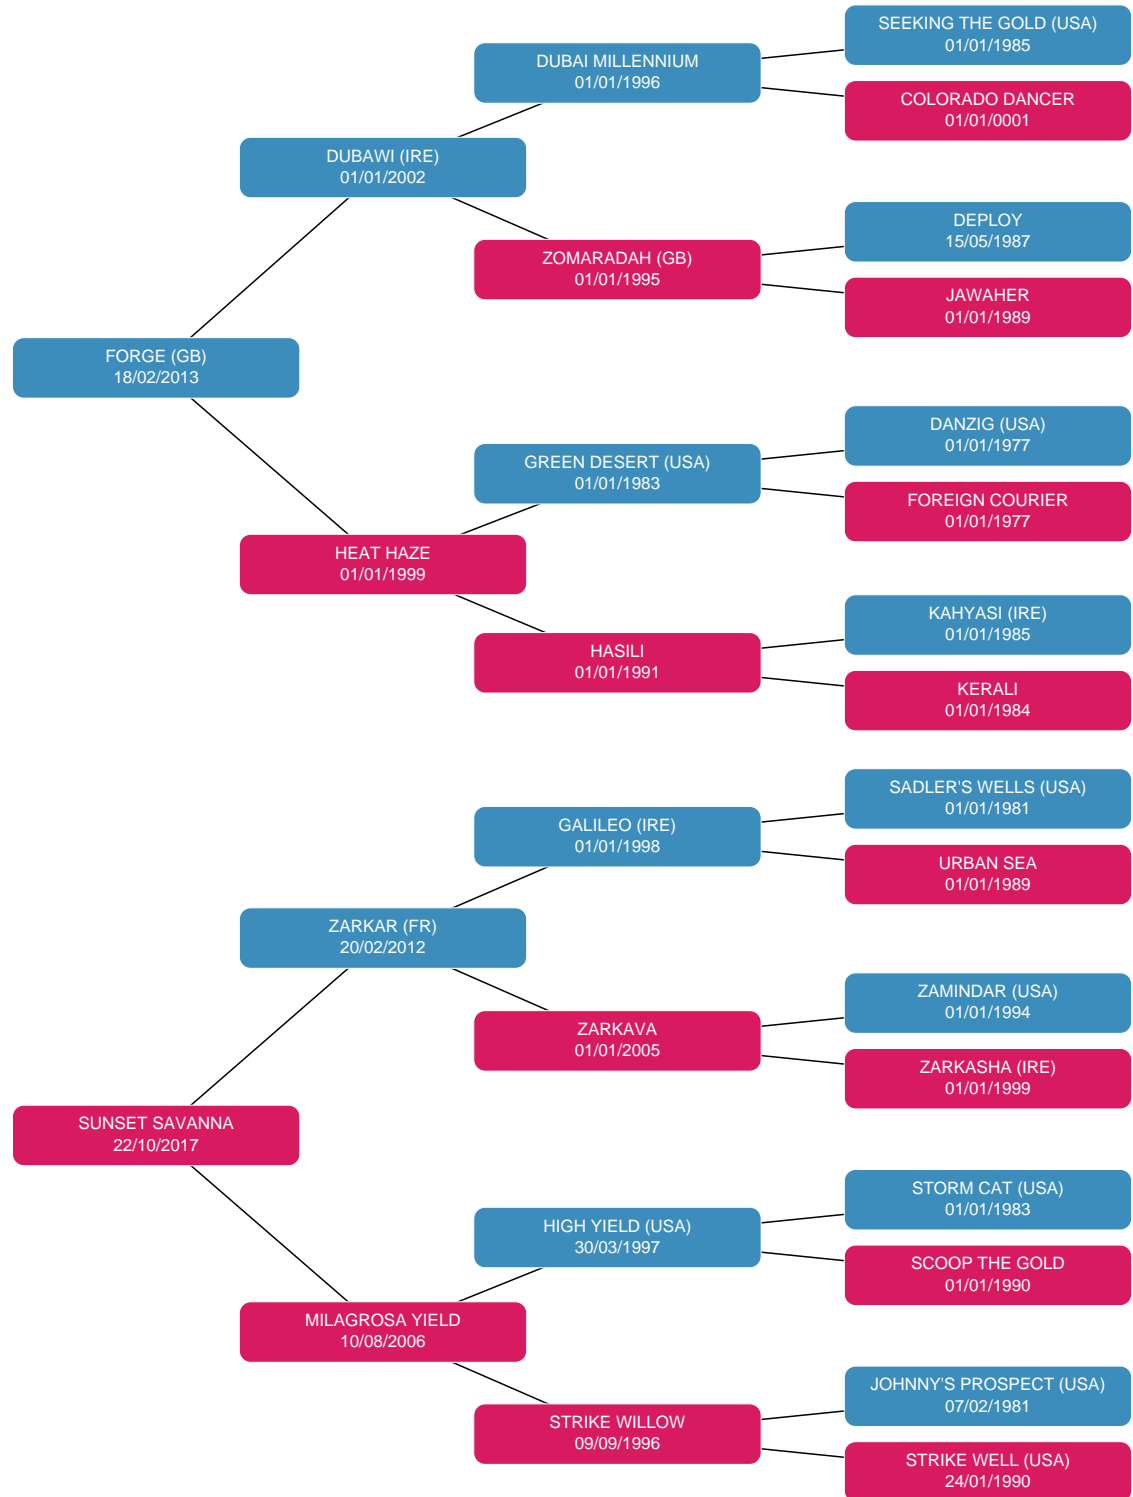 SEEKING THE GOLD (USA)
01/01/1985
DUBAI MILLENNIUM
01/01/1996
COLORADO DANCER
01/01/0001
DUBAWI (IRE)
01/01/2002
DEPLOY
15/05/1987
ZOMARADAH (GB)
01/01/1995
JAWAHER
01/01/1989
FORGE (GB)
18/02/2013
DANZIG (USA)
01/01/1977
GREEN DESERT (USA)
01/01/1983
FOREIGN COURIER
01/01/1977
HEAT HAZE
01/01/1999
KAHYASI (IRE)
01/01/1985
HASILI
01/01/1991
KERALI
01/01/1984
SADLER'S WELLS (USA)
01/01/1981
GALILEO (IRE)
01/01/1998
URBAN SEA
01/01/1989
ZARKAR (FR)
20/02/2012
ZAMINDAR (USA)
01/01/1994
ZARKAVA
01/01/2005
ZARKASHA (IRE)
01/01/1999
SUNSET SAVANNA
22/10/2017
STORM CAT (USA)
01/01/1983
HIGH YIELD (USA)
30/03/1997
SCOOP THE GOLD
01/01/1990
MILAGROSA YIELD
10/08/2006
JOHNNY'S PROSPECT (USA)
07/02/1981
STRIKE WILLOW
09/09/1996
STRIKE WELL (USA)
24/01/1990